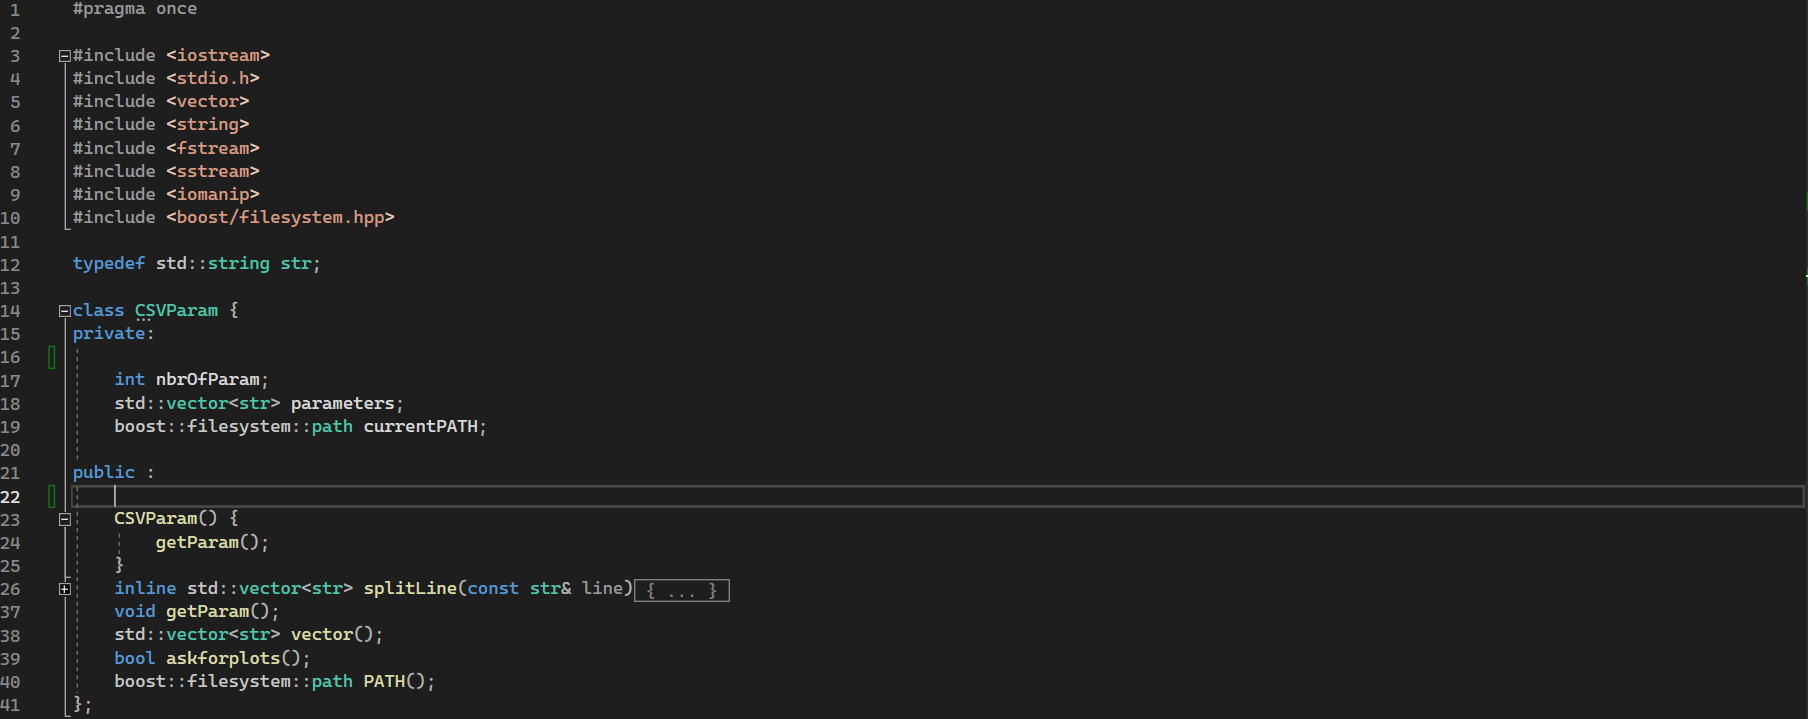 1 #pragma once
2
3 #include <iostream>
4 #include <stdio.h>
5 #include <vector>
6 #include <string>
7 #include <fstream>
8 #include <sstream>
9 #include <iomanip>
10 #include <boost/filesystem.hpp>
11
12 typedef std::string str;
13
14 class CSVParam {
15 private:
16
17     int nbrOfParam;
18     std::vector<str> parameters;
19     boost::filesystem::path currentPATH;
20
21 public :
22
23     CSVParam() {
24         getParam();
25     }
26     inline std::vector<str> splitLine(const str& line){ ... }
37     void getParam();
38     std::vector<str> vector();
39     bool askforplots();
40     boost::filesystem::path PATH();
41 };